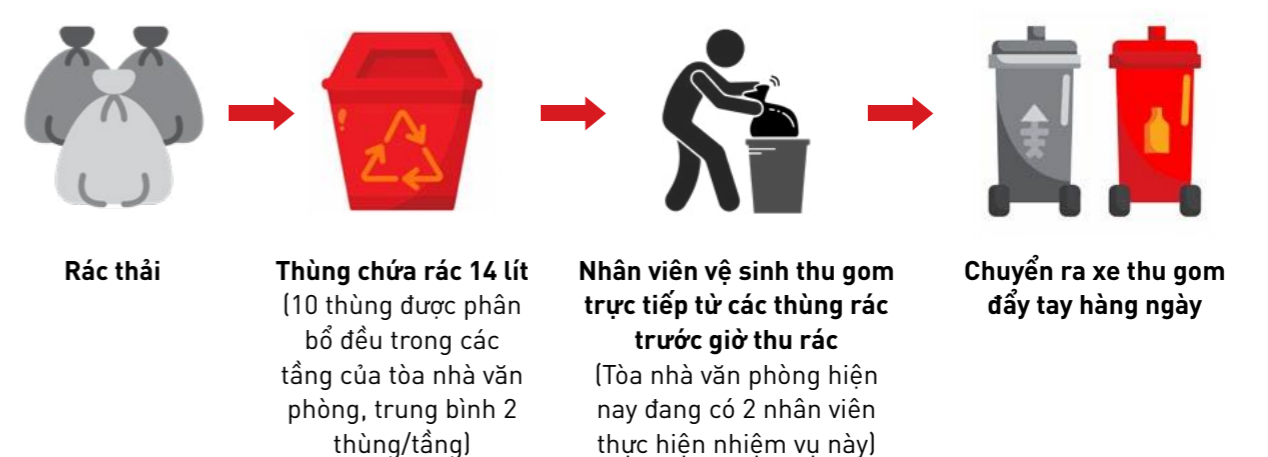 Rác thải
Thùng chứa rác 14 lít
(10 thùng được phân
bổ đều trong các
tầng của tòa nhà văn
phòng, trung bình 2
thùng/tầng)
Nhân viên vệ sinh thu gom
trực tiếp từ các thùng rác
trước giờ thu rác
(Tòa nhà văn phòng hiện
nay đang có 2 nhân viên
thực hiện nhiệm vụ này)
Chuyển ra xe thu gom
đẩy tay hàng ngày